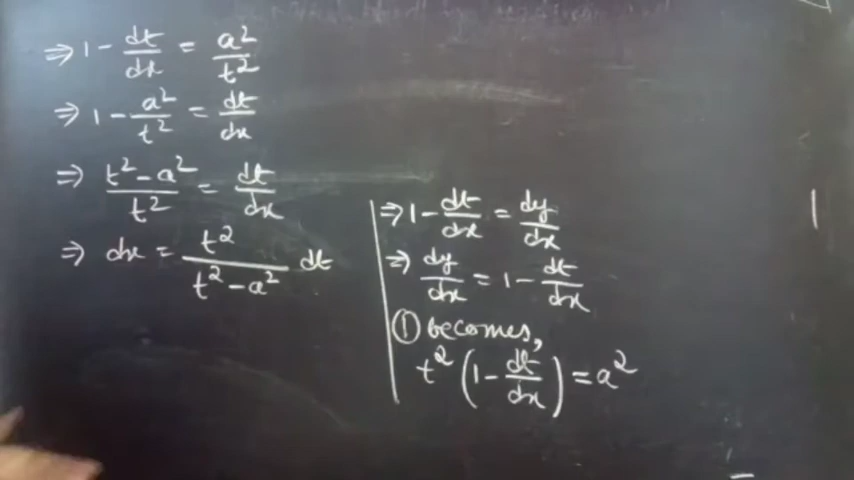 ⇒ 1 - dt/dx = a²/t²
⇒ 1 - a²/t² = dt/dx
⇒ (t² - a²)/t² = dt/dx
⇒ dx = t²/(t² - a²) dt
⇒ 1 - dt/dx = dy/dx
⇒ dy/dx = 1 - dt/dx
① becomes,
t² (1 - dt/dx) = a²